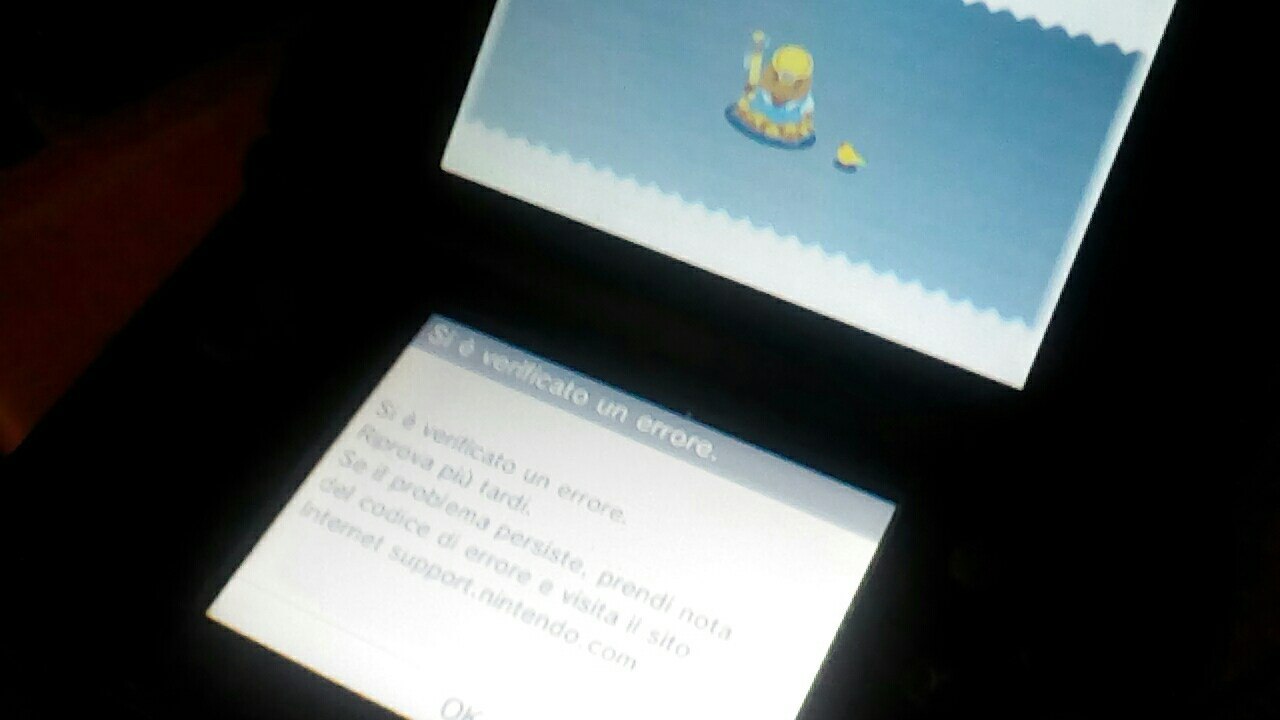 Si è verificato un errore.
Si è verificato un errore.
Riprova più tardi.
Se il problema persiste, prendi nota
del codice di errore e visita il sito
Internet support.nintendo.com
OK